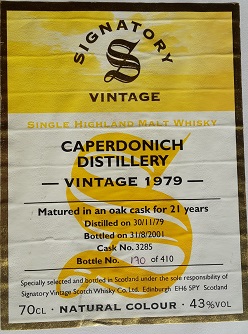 SIGNATORY
S
VINTAGE
SINGLE HIGHLAND MALT WHISKY
CAPERDONICH
DISTILLERY
— VINTAGE 1979 —
Matured in an oak cask for 21 years
Distilled on 30/11/79
Bottled on 31/8/2001
Cask No. 3285
Bottle No. 170 of 410
Specially selected and bottled in Scotland under the sole responsibility of
Signatory Vintage Scotch Whisky Co. Ltd. Edinburgh EH6 5PY Scotland
70CL · NATURAL COLOUR · 43%VOL